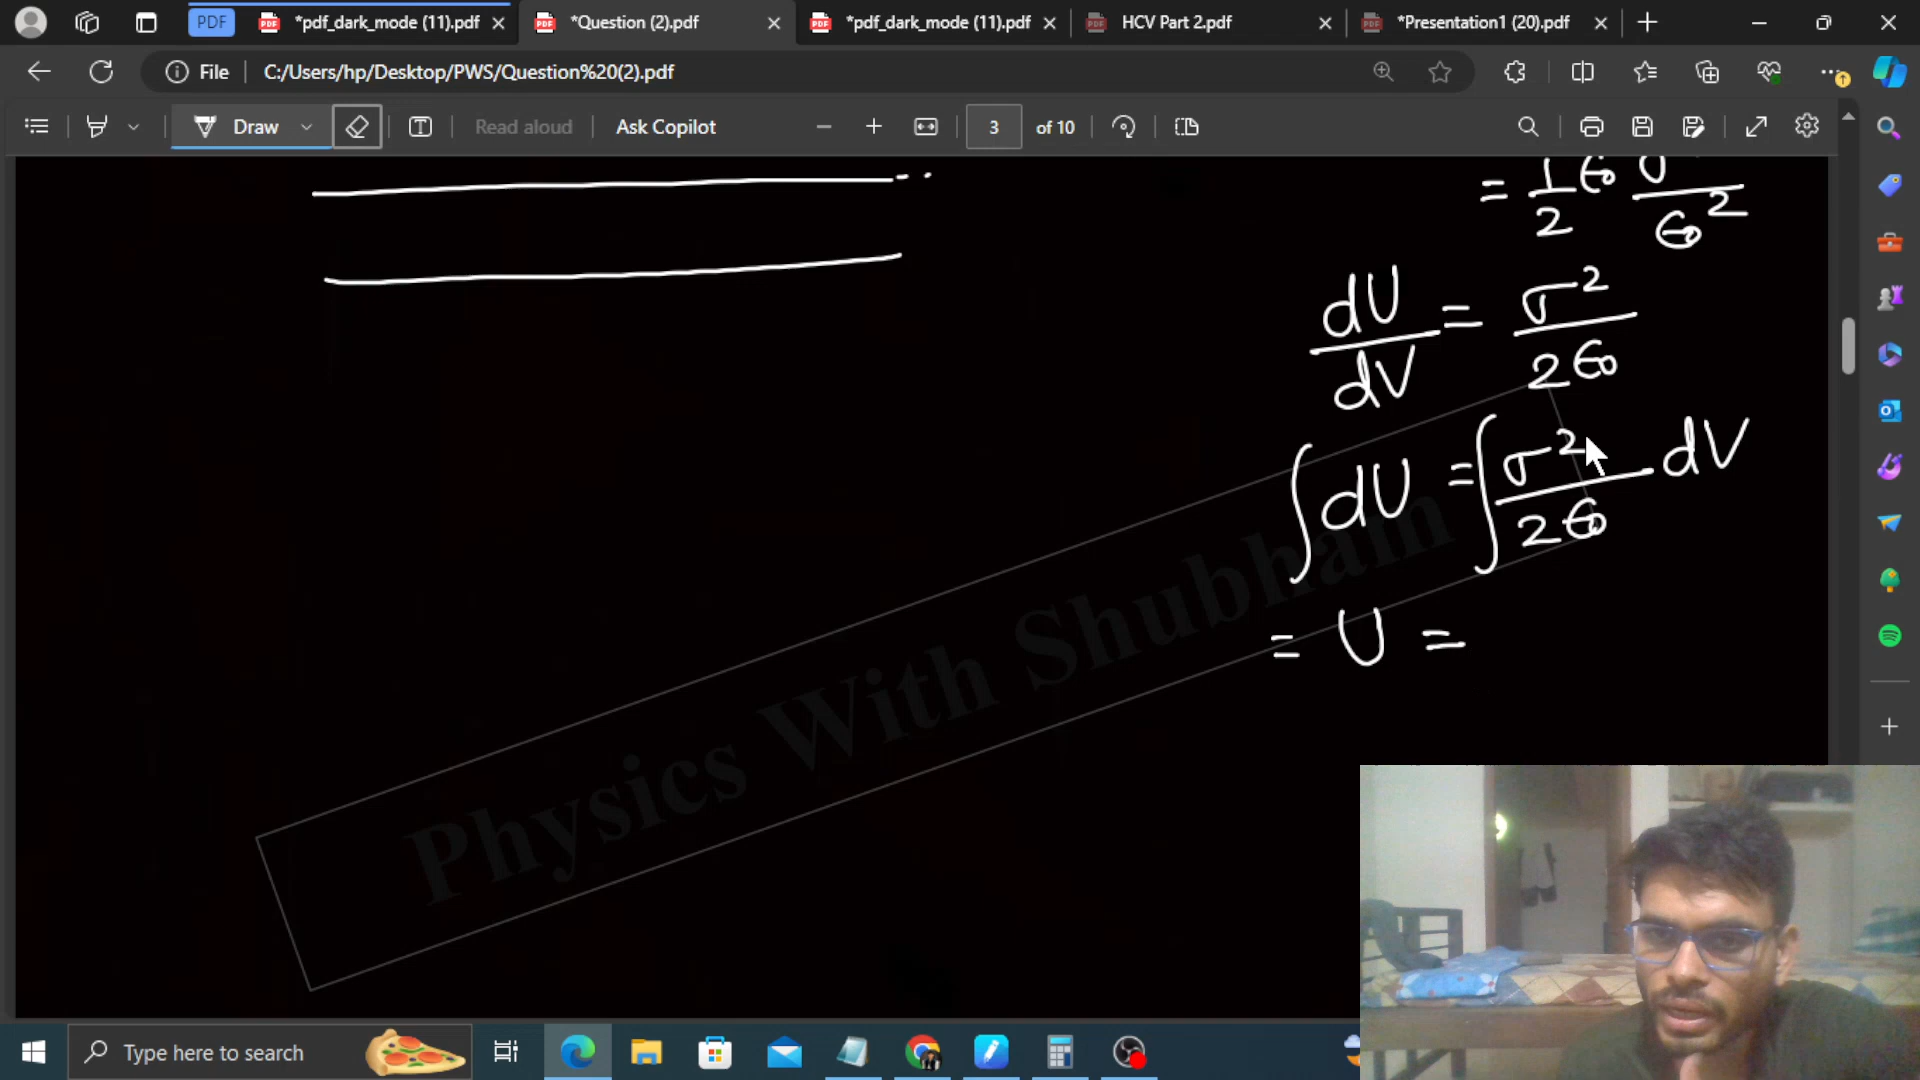 PDF *pdf_dark_mode (11).pdf *Question (2).pdf *pdf_dark_mode (11).pdf HCV Part 2.pdf *Presentation1 (20).pdf
File C:/Users/hp/Desktop/PWS/Question%20(2).pdf
Draw Read aloud Ask Copilot 3 of 10
= 1/2 ϵ₀ σ/ϵ₀²
dU/dV = σ²/2ϵ₀
∫dU = ∫σ²/2ϵ₀ dV
= U =
Physics With Shubham
Type here to search